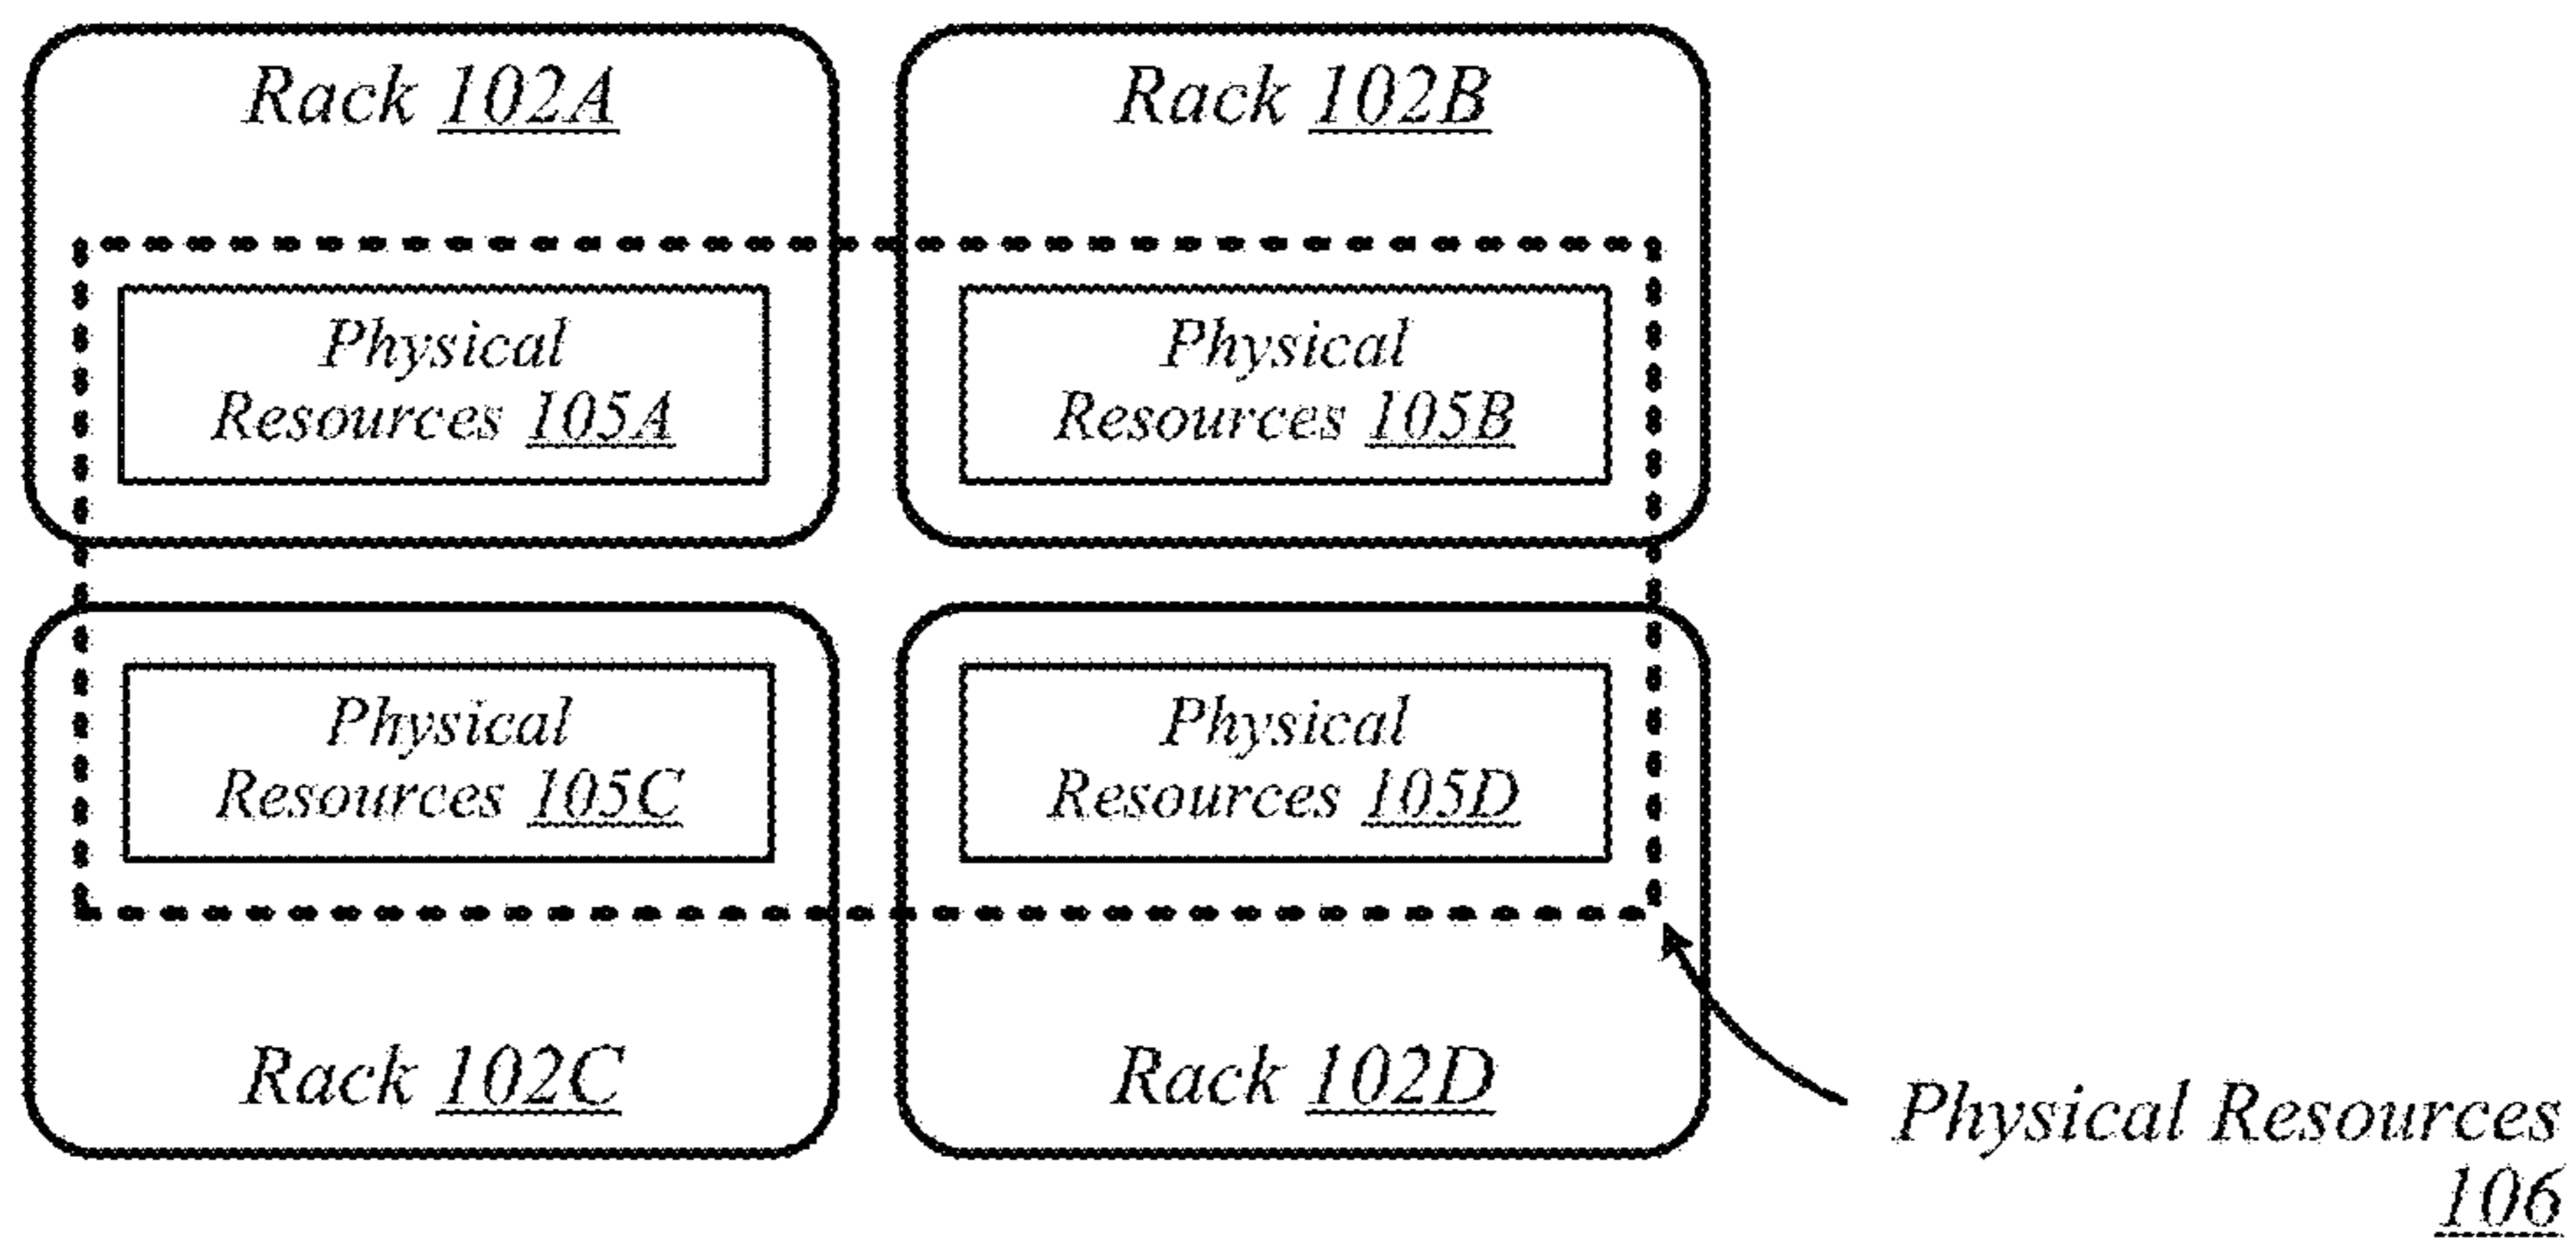 Rack 102A
Rack 102B
Physical
Resources 105A
Physical
Resources 105B
Physical
Resources 105C
Physical
Resources 105D
Rack 102C
Rack 102D
Physical Resources
106